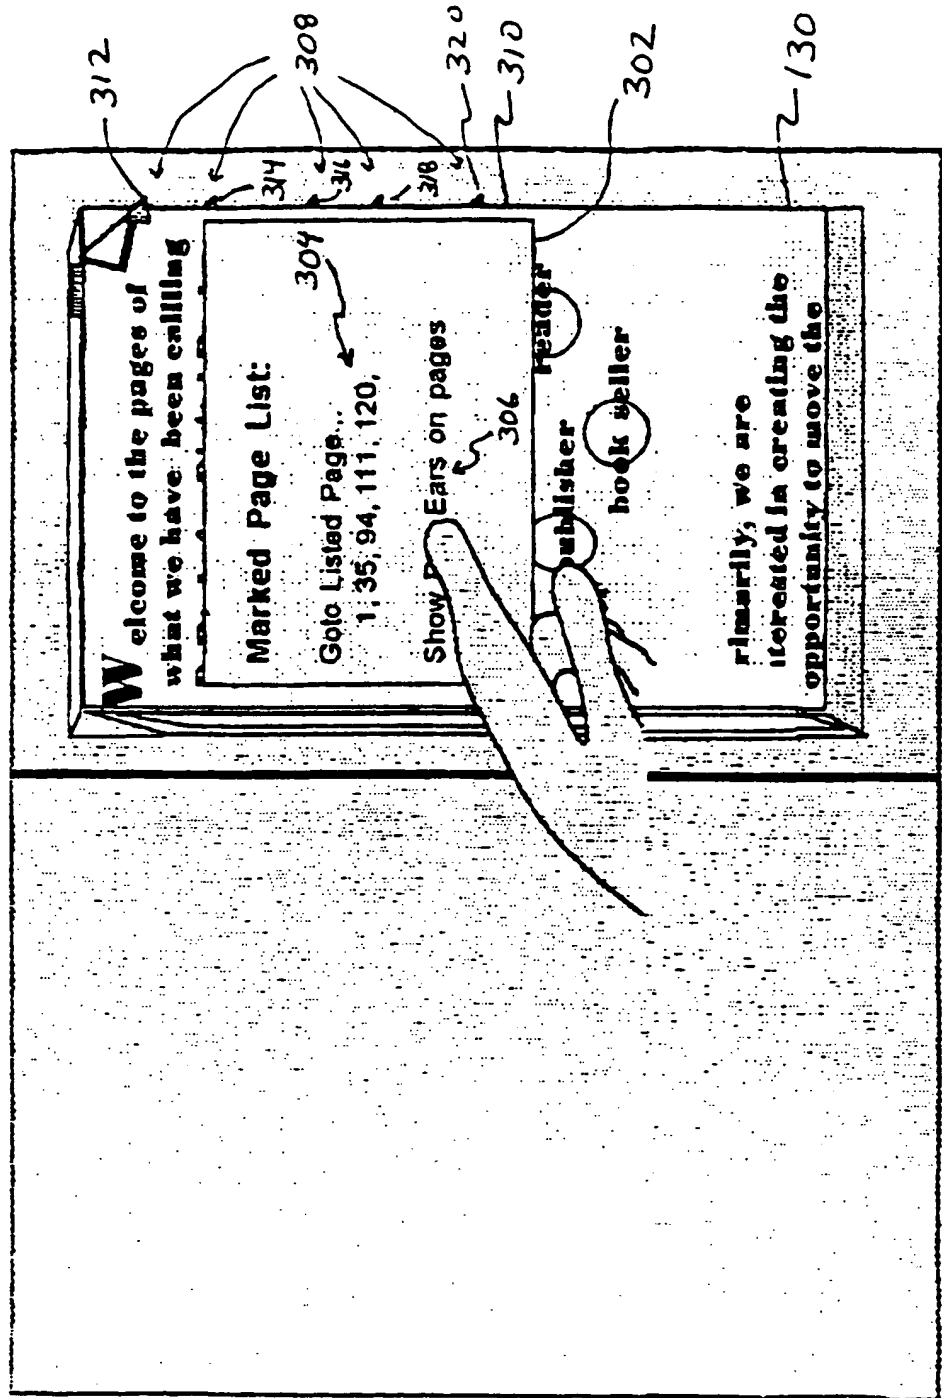 312
308
320
310
302
130
314
316
318
Welcome to the pages of
what we have been calling
Marked Page List:
304
Goto Listed Page...
1, 35, 94, 111, 120,
Show Ears on pages
306
reader
publisher
book seller
rimarily, we are
itereated in creating the
opportunity to move the